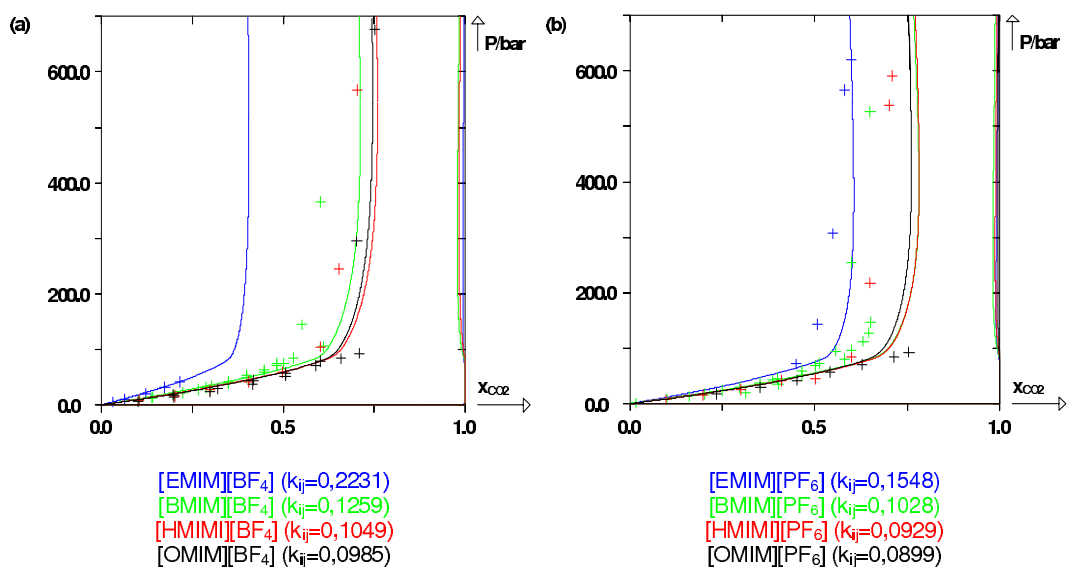 (a)
P/bar
600.0
400.0
200.0
0.0
0.0
0.5
1.0
xCO2
[EMIM][BF4] (kij=0,2231)
[BMIM][BF4] (kij=0,1259)
[HMIMI][BF4] (kij=0,1049)
[OMIM][BF4] (kij=0,0985)
(b)
P/bar
600.0
400.0
200.0
0.0
0.0
0.5
1.0
xCO2
[EMIM][PF6] (kij=0,1548)
[BMIM][PF6] (kij=0,1028)
[HMIMI][PF6] (kij=0,0929)
[OMIM][PF6] (kij=0,0899)